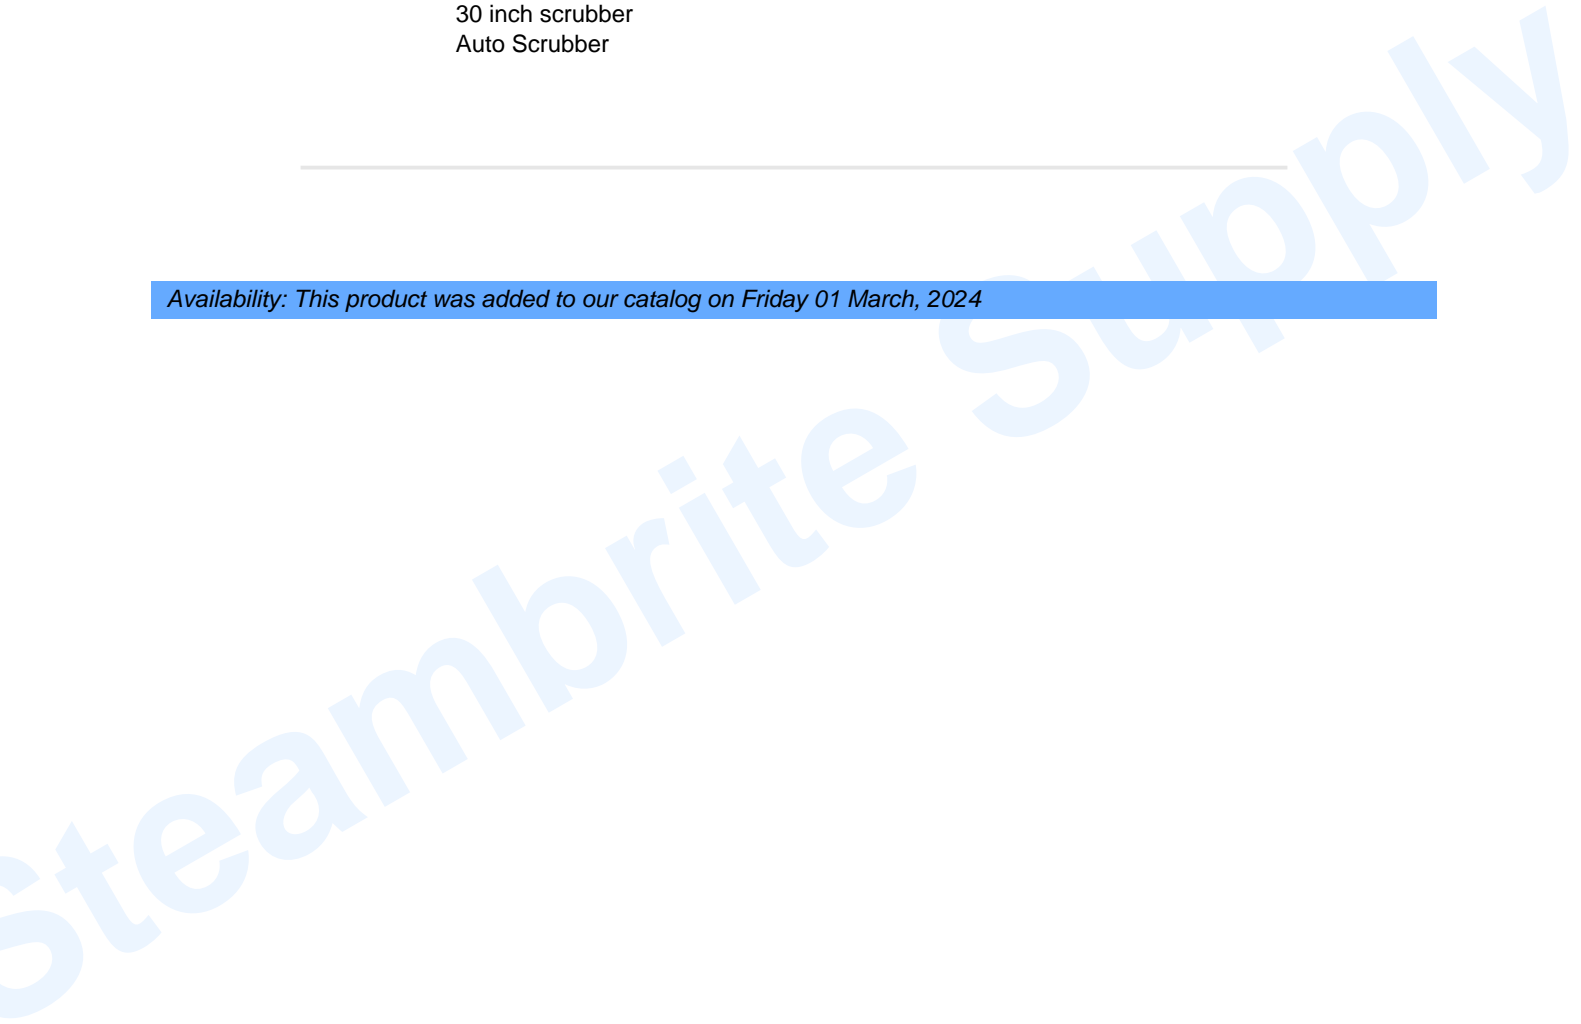 30 inch scrubber
Auto Scrubber
Availability: This product was added to our catalog on Friday 01 March, 2024
Steambrite Supply